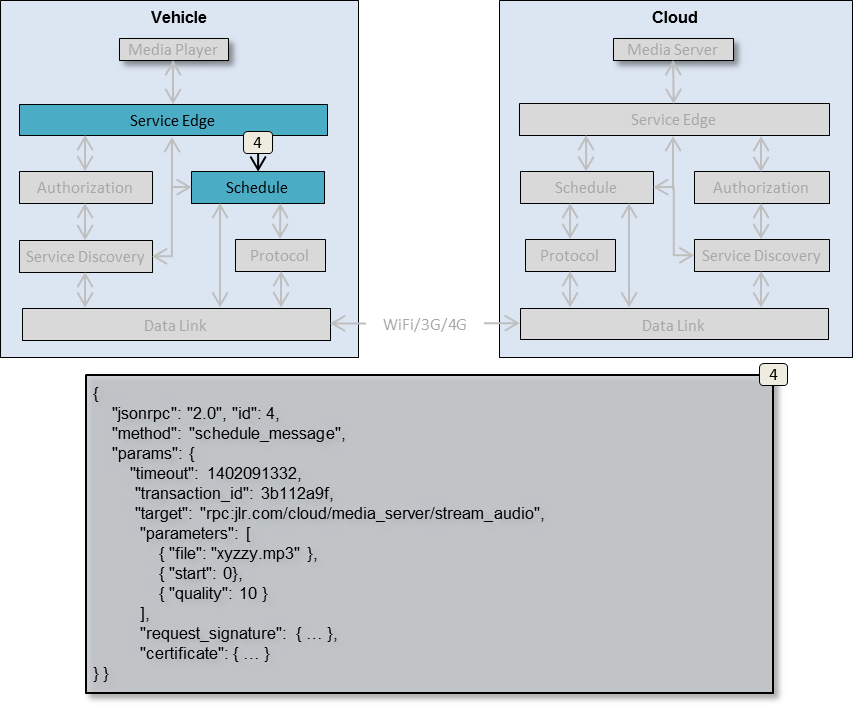 Vehicle
Media Player
Service Edge
4
Authorization
Schedule
Service Discovery
Protocol
Data Link
WiFi/3G/4G
Cloud
Media Server
Service Edge
Schedule
Authorization
Protocol
Service Discovery
Data Link
4
{
"jsonrpc": "2.0", "id": 4,
"method": "schedule_message",
"params": {
"timeout": 1402091332,
"transaction_id": 3b112a9f,
"target": "rpc:jlr.com/cloud/media_server/stream_audio",
"parameters": [
{ "file": "xyzzy.mp3" },
{ "start": 0},
{ "quality": 10 }
],
"request_signature": { … },
"certificate": { … }
} }